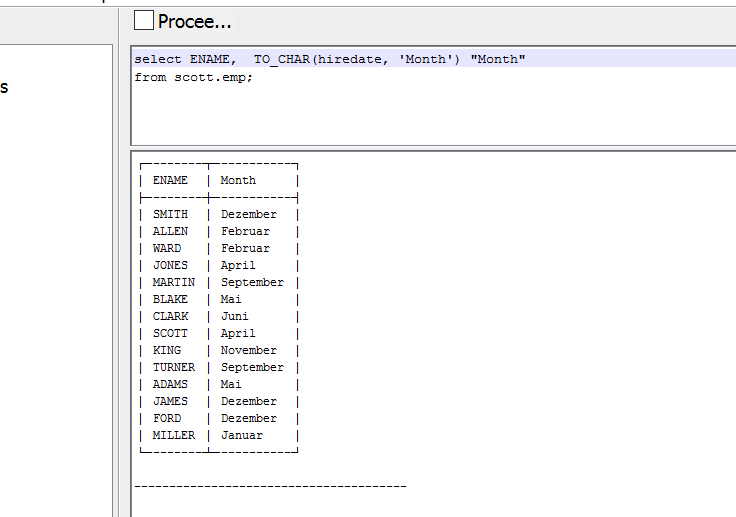 Procee...
s
select ENAME,  TO_CHAR(hiredate, 'Month') "Month"
from scott.emp;
ENAME | Month
SMITH | Dezember
ALLEN | Februar
WARD | Februar
JONES | April
MARTIN | September
BLAKE | Mai
CLARK | Juni
SCOTT | April
KING | November
TURNER | September
ADAMS | Mai
JAMES | Dezember
FORD | Dezember
MILLER | Januar
---------------------------------------